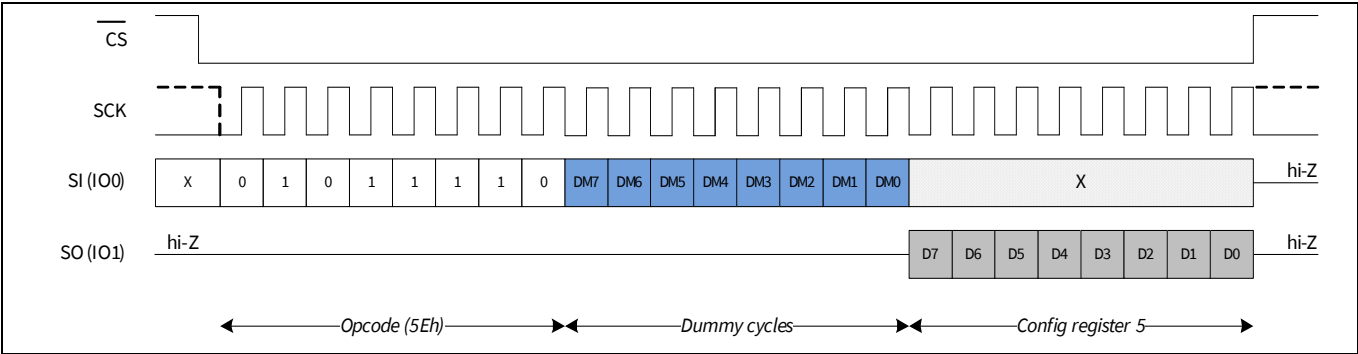 CS
SCK
SI (IO0) X 0 1 0 1 1 1 1 0 DM7 DM6 DM5 DM4 DM3 DM2 DM1 DM0 X hi-Z
SO (IO1) hi-Z D7 D6 D5 D4 D3 D2 D1 D0 hi-Z
Opcode (5Eh) Dummy cycles Config register 5